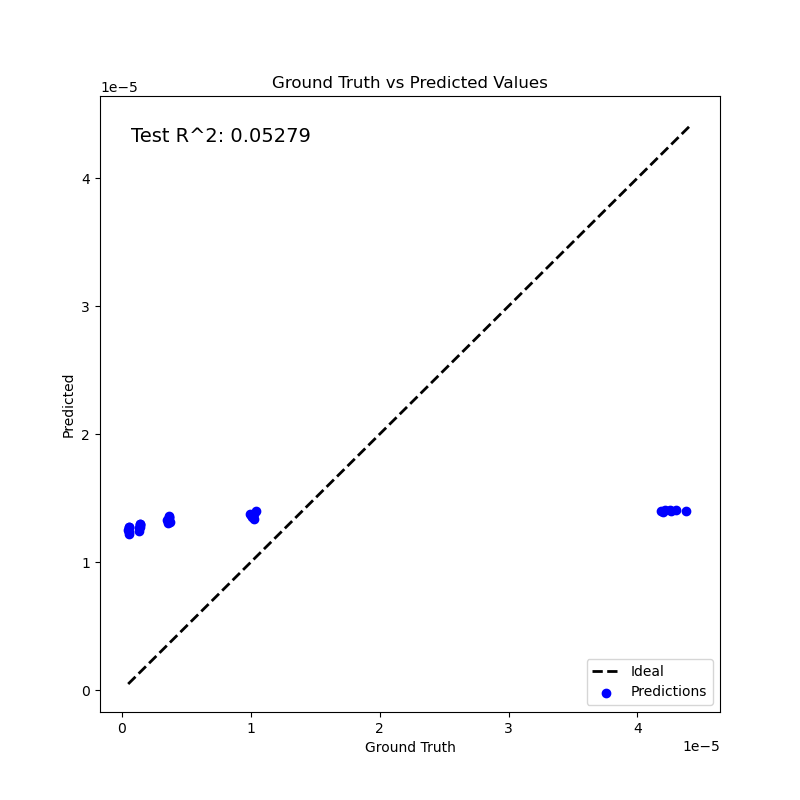 Ground Truth vs Predicted Values
1e−5
Test R^2: 0.05279
4
3
2
1
0
Predicted
Ideal
Predictions
0 1 2 3 4
1e−5
Ground Truth